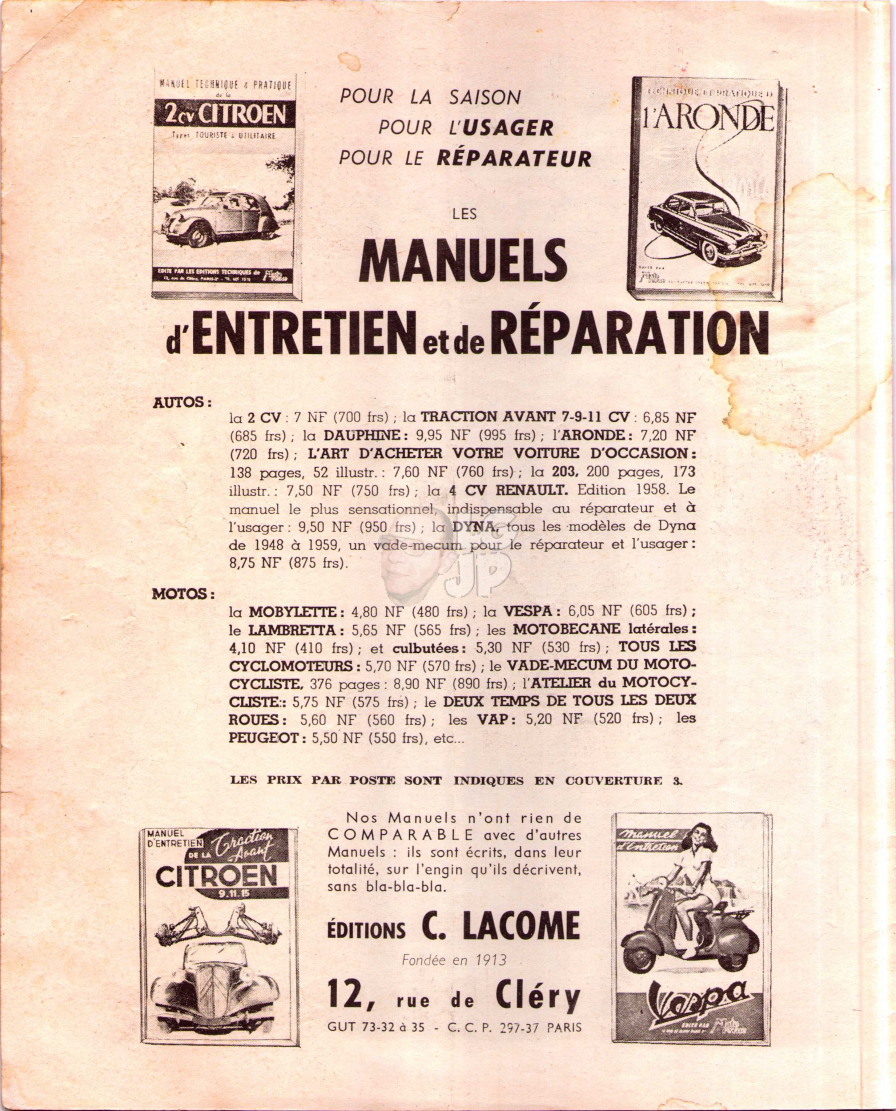 MANUEL TECHNIQUE & PRATIQUE
de la
2CV CITROEN
Types TOURISTE & UTILITAIRE
EDITE PAR LES EDITIONS TECHNIQUES de
POUR LA SAISON
POUR L'USAGER
POUR LE RÉPARATEUR
TECHNIQUE ET PRATIQUE D
l'ARONDE
LES
MANUELS
d'ENTRETIEN et de RÉPARATION
AUTOS :
la 2 CV : 7 NF (700 frs) ; la TRACTION AVANT 7-9-11 CV : 6,85 NF
(685 frs) ; la DAUPHINE : 9,95 NF (995 frs) ; l'ARONDE : 7,20 NF
(720 frs) ; L'ART D'ACHETER VOTRE VOITURE D'OCCASION :
138 pages, 52 illustr. : 7,60 NF (760 frs) ; la 203, 200 pages, 173
illustr. : 7,50 NF (750 frs) ; la 4 CV RENAULT. Edition 1958. Le
manuel le plus sensationnel, indispensable au réparateur et à
l'usager : 9,50 NF (950 frs) ; la DYNA, tous les modèles de Dyna
de 1948 à 1959, un vade-mecum pour le réparateur et l'usager :
8,75 NF (875 frs).
MOTOS :
la MOBYLETTE : 4,80 NF (480 frs) ; la VESPA : 6,05 NF (605 frs) ;
le LAMBRETTA : 5,65 NF (565 frs) ; les MOTOBECANE latérales :
4,10 NF (410 frs) ; et culbutées : 5,30 NF (530 frs) ; TOUS LES
CYCLOMOTEURS : 5,70 NF (570 frs) ; le VADE-MECUM DU MOTO-
CYCLISTE, 376 pages : 8,90 NF (890 frs) ; l'ATELIER du MOTOCY-
CLISTE:: 5,75 NF (575 frs) ; le DEUX TEMPS DE TOUS LES DEUX
ROUES : 5,60 NF (560 frs) ; les VAP : 5,20 NF (520 frs) ; les
PEUGEOT : 5,50 NF (550 frs), etc...
LES PRIX PAR POSTE SONT INDIQUES EN COUVERTURE 3.
MANUEL
D'ENTRETIEN
DE LA Traction
Avant
CITROEN
9.11.15
Nos Manuels n'ont rien de
COMPARABLE avec d'autres
Manuels : ils sont écrits, dans leur
totalité, sur l'engin qu'ils décrivent,
sans bla-bla-bla.
ÉDITIONS C. LACOME
Fondée en 1913
12, rue de Cléry
GUT 73-32 à 35 - C. C. P. 297-37 PARIS
manuel
d'entretien
Vespa
EDITÉ PAR
JP